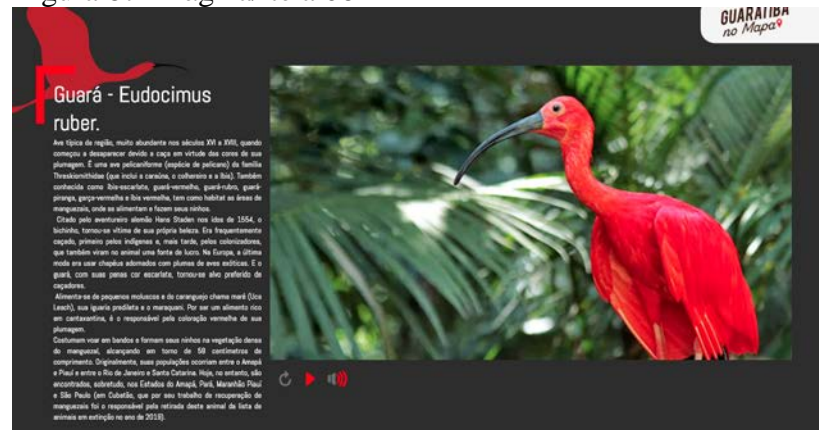 GUARATIBA
no Mapa
Guará - Eudocimus
ruber.
Ave típica da região, muito abundante nos séculos XVI a XVIII, quando
começou a desaparecer devido a caça em virtude das cores de sua
plumagem. É uma ave pelicaniforme (espécie de pelicano) da família
Threskiornithidae (que inclui a caraúna, o colhereiro e a íbis). Também
conhecida como íbis-escarlate, guará-vermelho, guará-rubro, guará-
piranga, garça-vermelha e íbis vermelha, tem como habitat as áreas de
manguezais, onde se alimentam e fazem seus ninhos.
Citado pelo aventureiro alemão Hans Staden nos idos de 1554, o
bichinho, tornou-se vítima de sua própria beleza. Era frequentemente
caçado, primeiro pelos indígenas e, mais tarde, pelos colonizadores,
que também viram no animal uma fonte de lucro. Na Europa, a última
moda era usar chapéus adornados com plumas de aves exóticas. E o
guará, com suas penas cor escarlate, tornou-se alvo preferido de
caçadores.
Alimenta-se de pequenos moluscos e do caranguejo chama maré (Uca
Leach), sua iguaria predileta e o maraquani. Por ser um alimento rico
em cantaxantina, é o responsável pela coloração vermelha de sua
plumagem.
Costumam voar em bandos e formam seus ninhos na vegetação densa
do manguezal, alcançando em torno de 58 centímetros de
comprimento. Originalmente, suas populações ocorriam entre o Amapá
e Piauí e entre o Rio de Janeiro e Santa Catarina. Hoje, no entanto, são
encontrados, sobretudo, nos Estados do Amapá, Pará, Maranhão Piauí
e São Paulo (em Cubatão, que por seu trabalho de recuperação de
manguezais foi o responsável pela retirada deste animal da lista de
animais em extinção no ano de 2019).